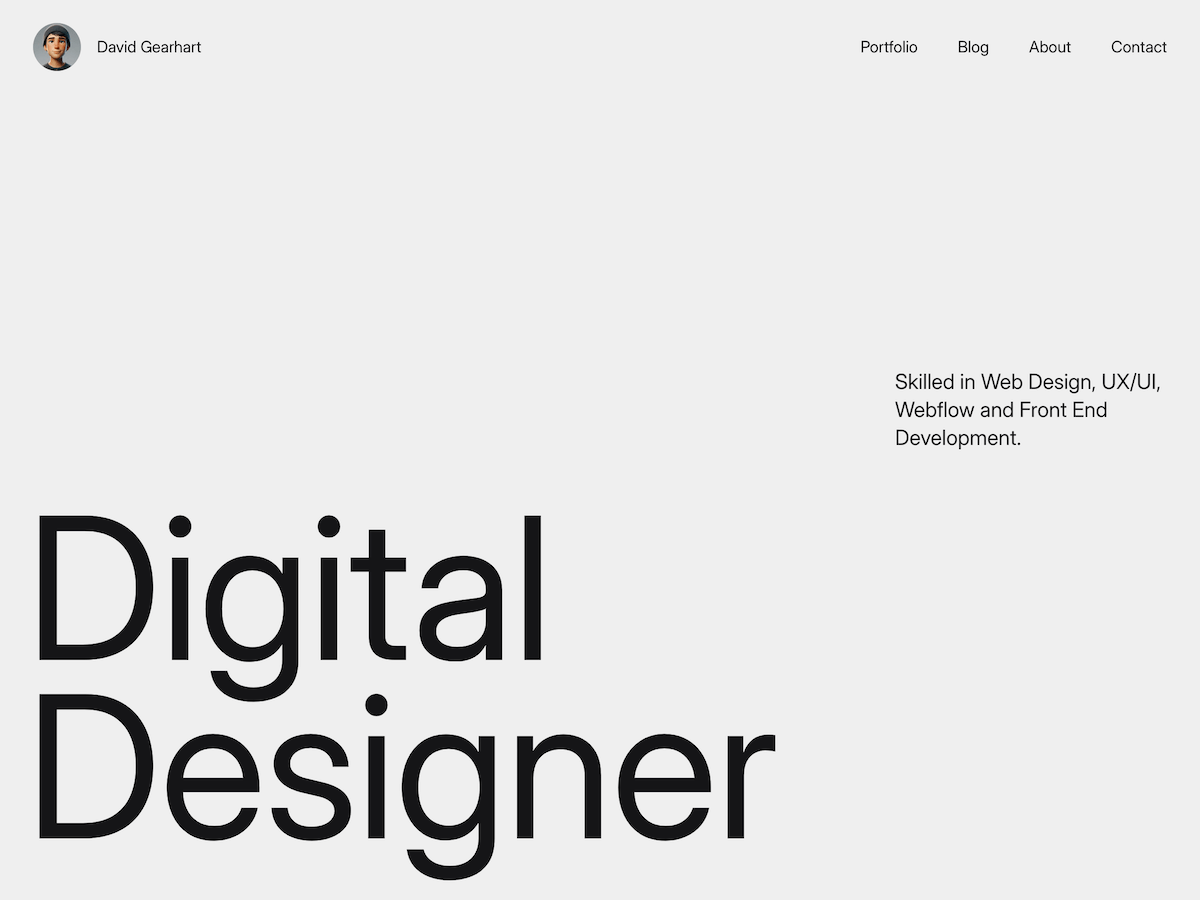 David Gearhart
Portfolio Blog About Contact
Skilled in Web Design, UX/UI,
Webflow and Front End
Development.
Digital
Designer